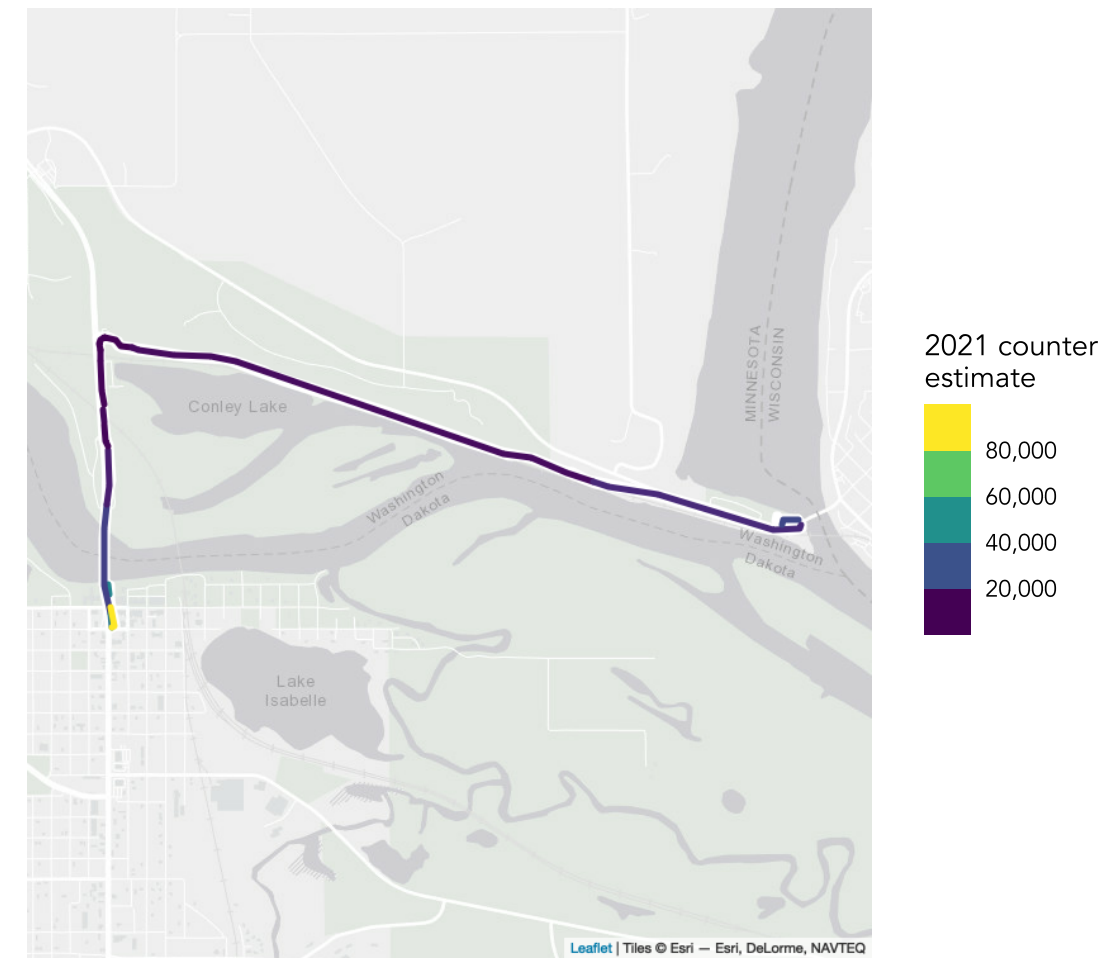 2021 counter
estimate
80,000
60,000
40,000
20,000
MINNESOTA
WISCONSIN
Conley Lake
Washington
Dakota
Washington
Dakota
Lake
Isabelle
Leaflet | Tiles © Esri — Esri, DeLorme, NAVTEQ